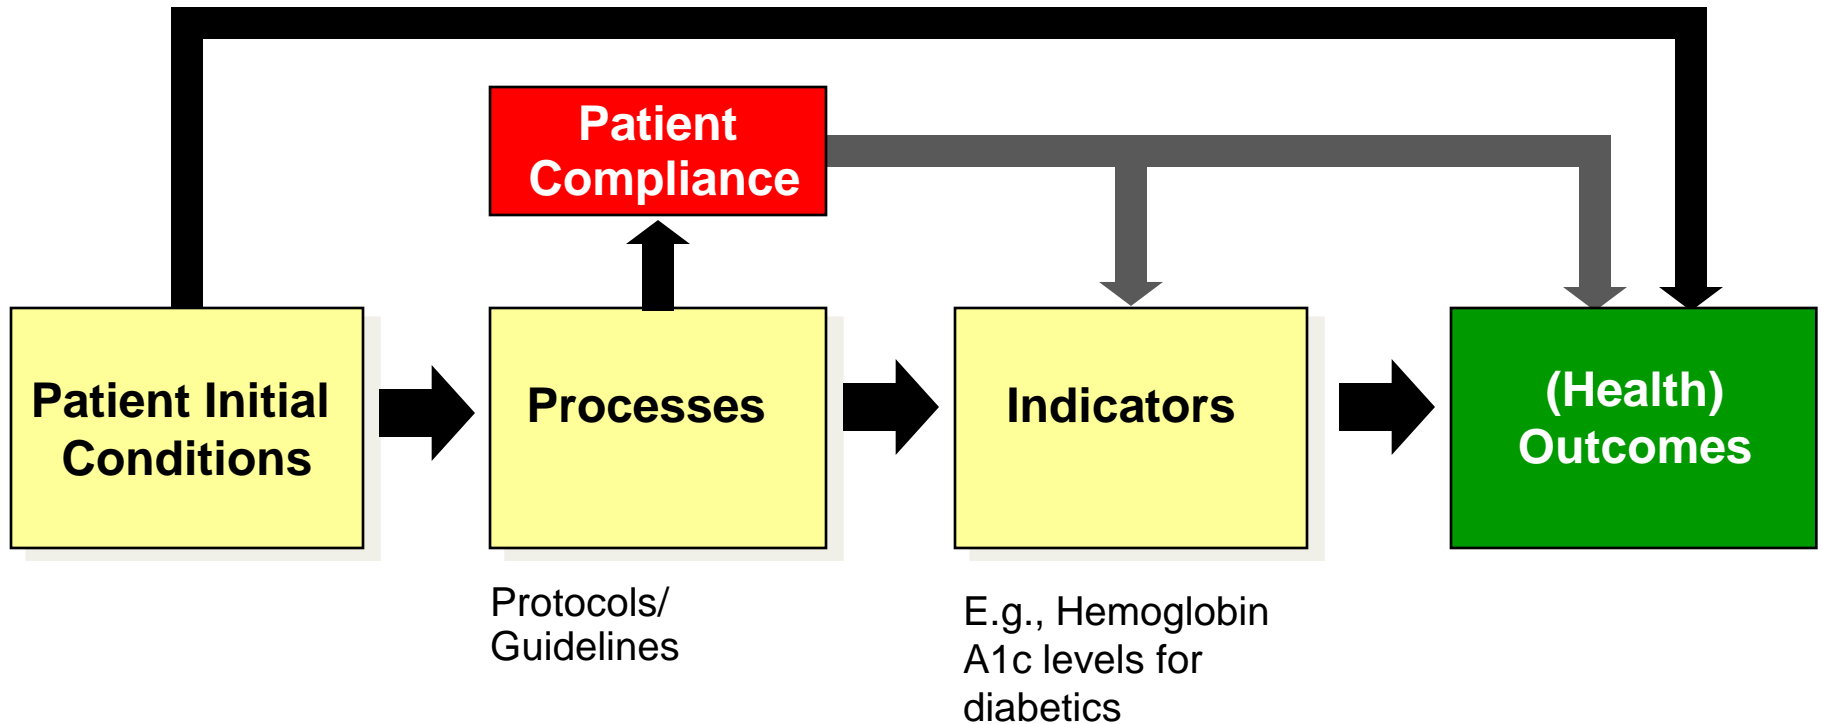 Patient
Compliance
Patient Initial
Conditions
Processes
Indicators
(Health)
Outcomes
Protocols/
Guidelines
E.g., Hemoglobin
A1c levels for
diabetics